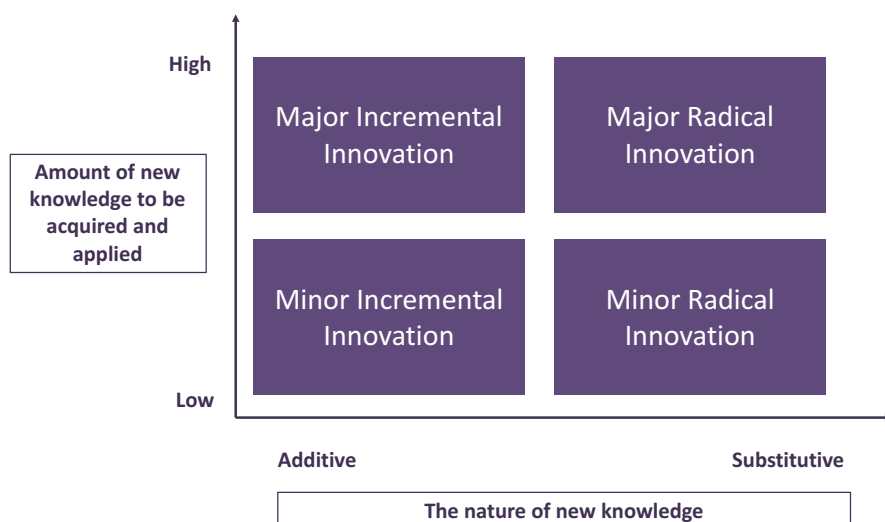 High
Major Incremental
Innovation
Major Radical
Innovation
Amount of new
knowledge to be
acquired and
applied
Minor Incremental
Innovation
Minor Radical
Innovation
Low
Additive
Substitutive
The nature of new knowledge